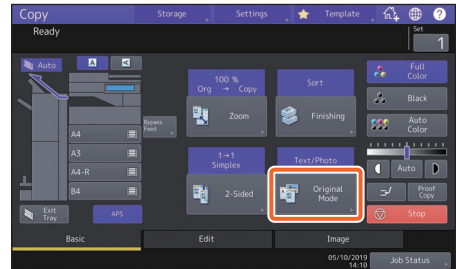 Copy
Storage
Settings
Template
?
Ready
Set
1
Auto
A
A
A4
A3
A4-R
B4
Bypass
Feed
Exit
Tray
APS
100 %
Org → Copy
Zoom
Sort
Finishing
1→1
Simplex
2-Sided
Text/Photo
Original
Mode
Full
Color
Black
Auto
Color
Auto
Proof
Copy
Stop
Basic
Edit
Image
05/10/2019
14:10
Job Status